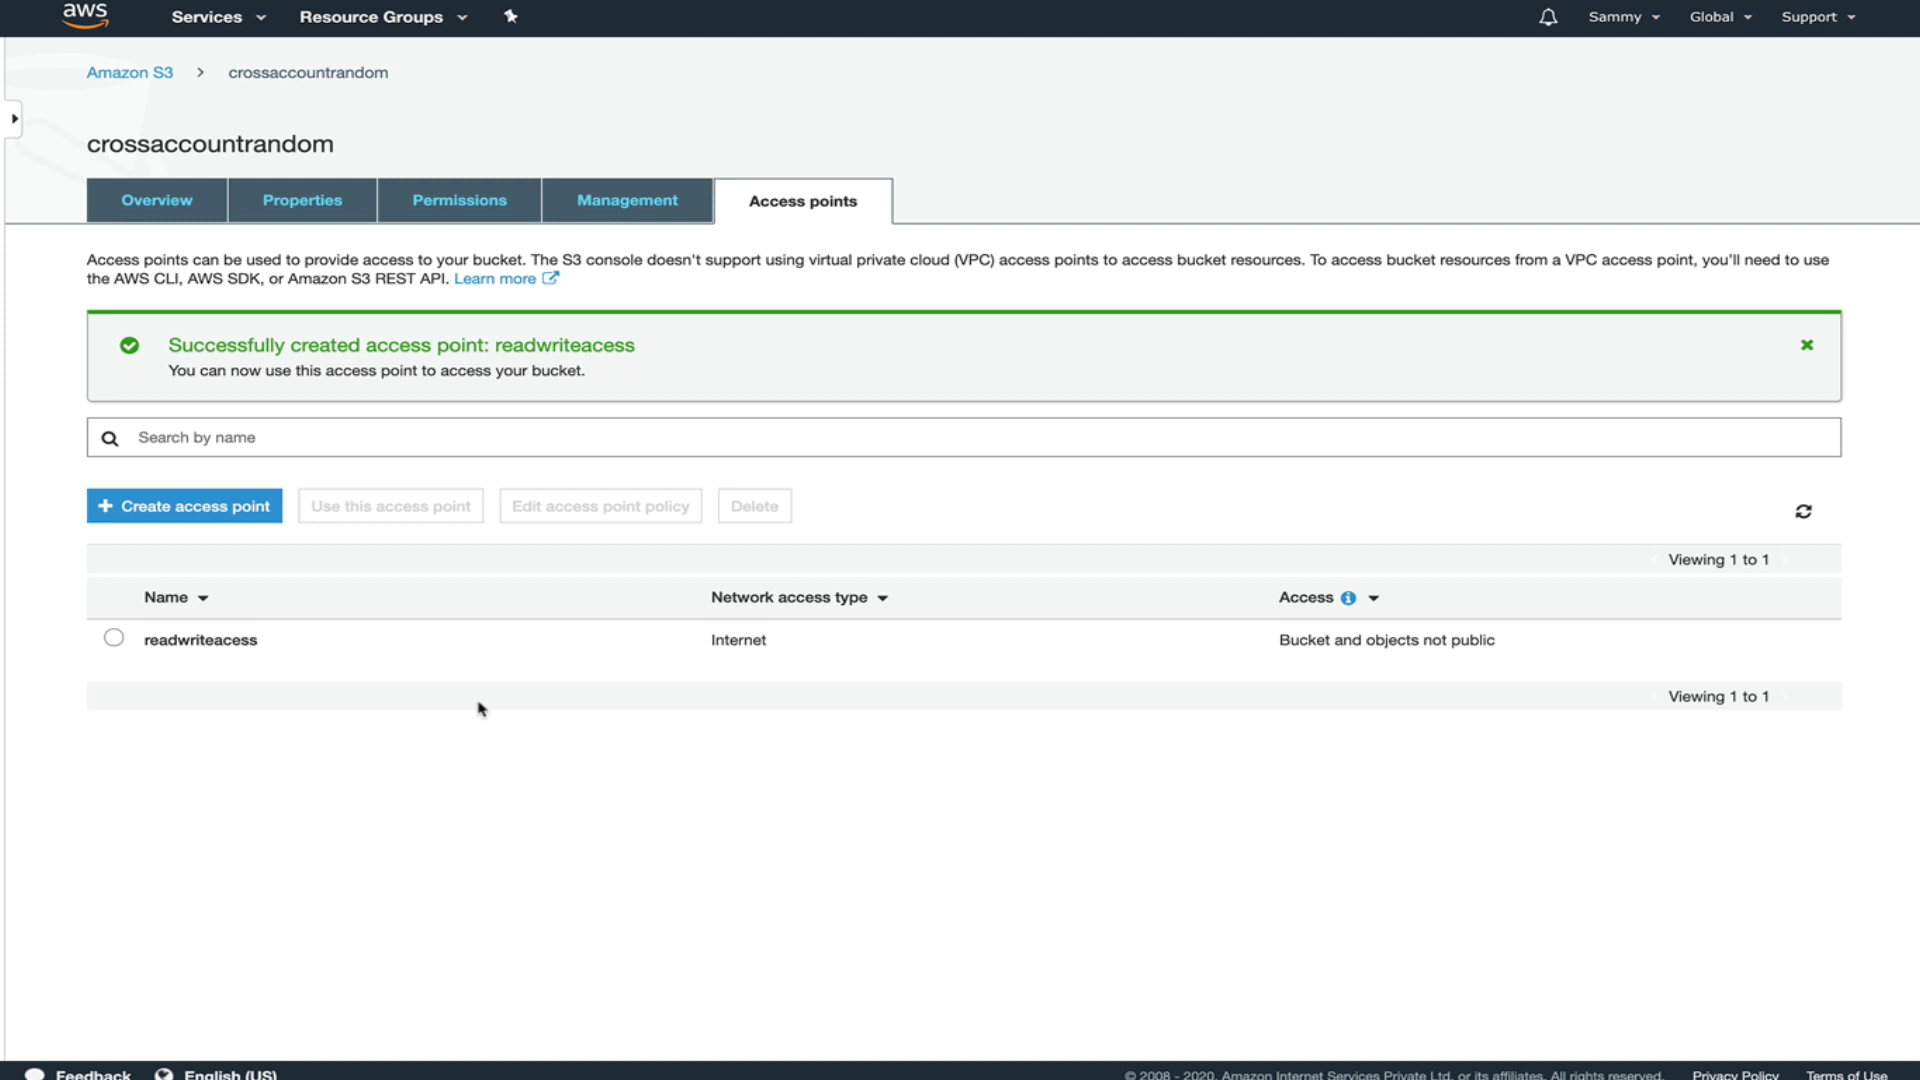 aws Services Resource Groups Sammy Global Support
Amazon S3 > crossaccountrandom
crossaccountrandom
Overview Properties Permissions Management Access points
Access points can be used to provide access to your bucket. The S3 console doesn't support using virtual private cloud (VPC) access points to access bucket resources. To access bucket resources from a VPC access point, you'll need to use
the AWS CLI, AWS SDK, or Amazon S3 REST API. Learn more
Successfully created access point: readwriteacess
You can now use this access point to access your bucket.
Search by name
+ Create access point Use this access point Edit access point policy Delete
Viewing 1 to 1
Name Network access type Access
readwriteacess Internet Bucket and objects not public
Viewing 1 to 1
Feedback English (US) © 2008 - 2020, Amazon Internet Services Private Ltd. or its affiliates. All rights reserved. Privacy Policy Terms of Use